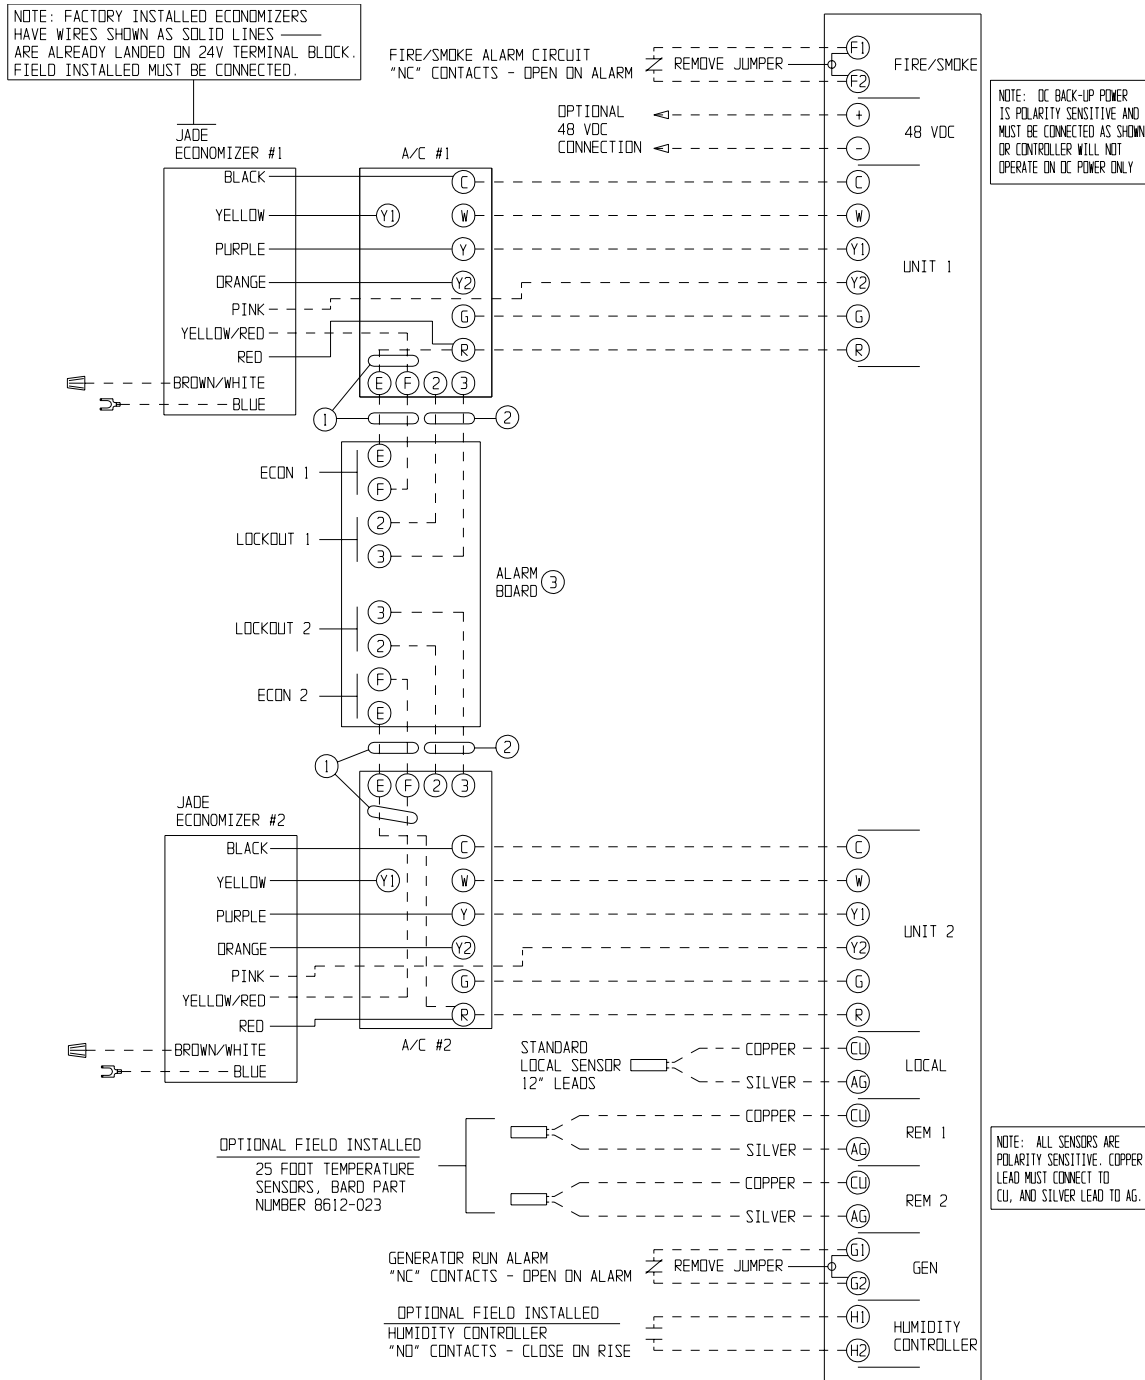 NOTE: FACTORY INSTALLED ECONOMIZERS
HAVE WIRES SHOWN AS SOLID LINES
ARE ALREADY LANDED ON 24V TERMINAL BLOCK.
FIELD INSTALLED MUST BE CONNECTED.
FIRE/SMOKE ALARM CIRCUIT
"NC" CONTACTS - OPEN ON ALARM
REMOVE JUMPER
F1
F2
FIRE/SMOKE
OPTIONAL
48 VDC
CONNECTION
+
-
48 VDC
NOTE: DC BACK-UP POWER
IS POLARITY SENSITIVE AND
MUST BE CONNECTED AS SHOWN
OR CONTROLLER WILL NOT
OPERATE ON DC POWER ONLY
JADE
ECONOMIZER #1
A/C #1
BLACK
YELLOW
PURPLE
ORANGE
PINK
YELLOW/RED
RED
BROWN/WHITE
BLUE
Y1
C
W
Y
Y2
G
R
E F 2 3
C
W
Y1
Y2
G
R
UNIT 1
1
2
ECON 1
E
F
LOCKOUT 1
2
3
ALARM
BOARD
3
LOCKOUT 2
3
2
ECON 2
F
E
1
2
E F 2 3
JADE
ECONOMIZER #2
BLACK
YELLOW
PURPLE
ORANGE
PINK
YELLOW/RED
RED
BROWN/WHITE
BLUE
Y1
C
W
Y
Y2
G
R
A/C #2
C
W
Y1
Y2
G
R
UNIT 2
STANDARD
LOCAL SENSOR
12" LEADS
COPPER
SILVER
CU
AG
LOCAL
OPTIONAL FIELD INSTALLED
25 FOOT TEMPERATURE
SENSORS, BARD PART
NUMBER 8612-023
COPPER
SILVER
CU
AG
REM 1
COPPER
SILVER
CU
AG
REM 2
NOTE: ALL SENSORS ARE
POLARITY SENSITIVE. COPPER
LEAD MUST CONNECT TO
CU, AND SILVER LEAD TO AG.
GENERATOR RUN ALARM
"NC" CONTACTS - OPEN ON ALARM
REMOVE JUMPER
G1
G2
GEN
OPTIONAL FIELD INSTALLED
HUMIDITY CONTROLLER
"NO" CONTACTS - CLOSE ON RISE
H1
H2
HUMIDITY
CONTROLLER